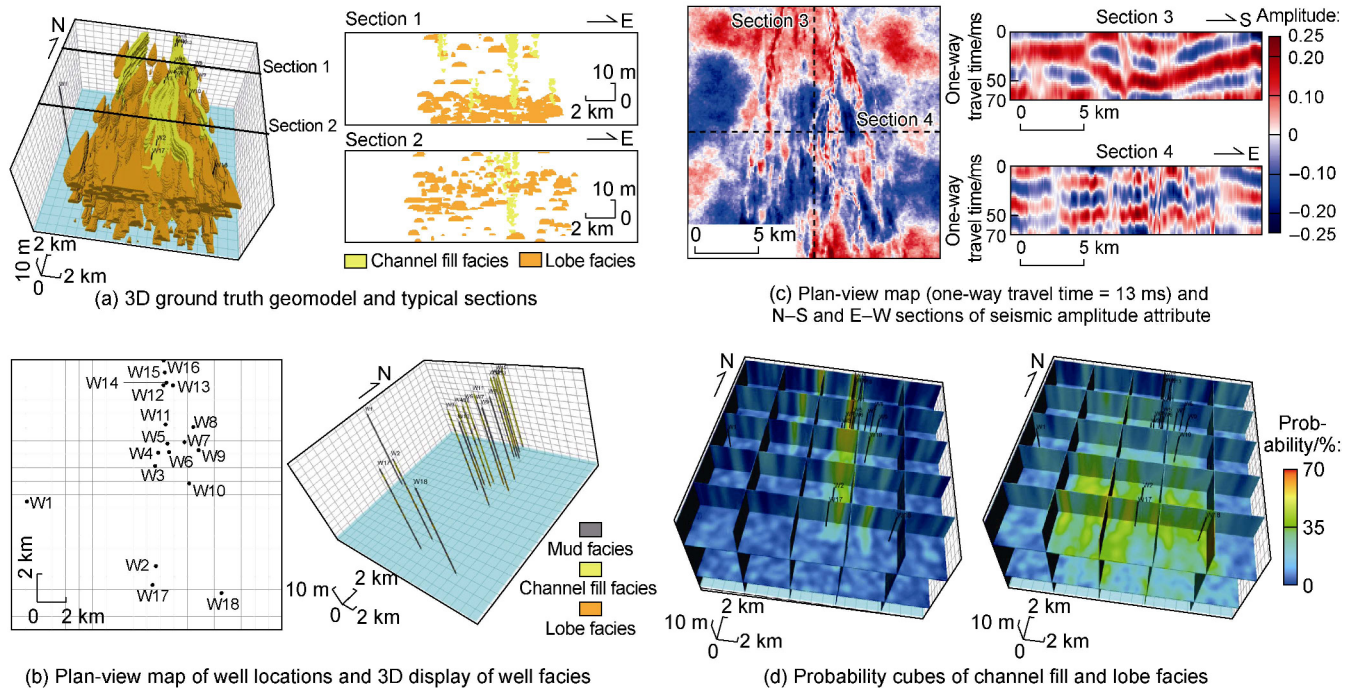 N
Section 1
Section 2
10 m
2 km
2 km
0
Section 1
E
10 m
2 km
0
Section 2
E
10 m
2 km
0
Channel fill facies
Lobe facies
(a) 3D ground truth geomodel and typical sections
Section 3
Section 4
0
5 km
Section 3
S
One-way
travel time/ms
0
50
70
0
5 km
Section 4
E
One-way
travel time/ms
0
50
70
0
5 km
Amplitude:
0.25
0.20
0.10
0
−0.10
−0.20
−0.25
(c) Plan-view map (one-way travel time = 13 ms) and
N–S and E–W sections of seismic amplitude attribute
W16
W15
W14
W13
W12
W11
W8
W5
W7
W4
W6
W9
W3
W10
W1
W2
W17
W18
2 km
0
2 km
N
W1
W2
W17
W18
W11
10 m
2 km
2 km
0
Mud facies
Channel fill facies
Lobe facies
(b) Plan-view map of well locations and 3D display of well facies
N
W1
W2
W17
10 m
2 km
2 km
0
N
W1
W2
W17
10 m
2 km
2 km
0
Prob-
ability/%:
70
35
0
(d) Probability cubes of channel fill and lobe facies